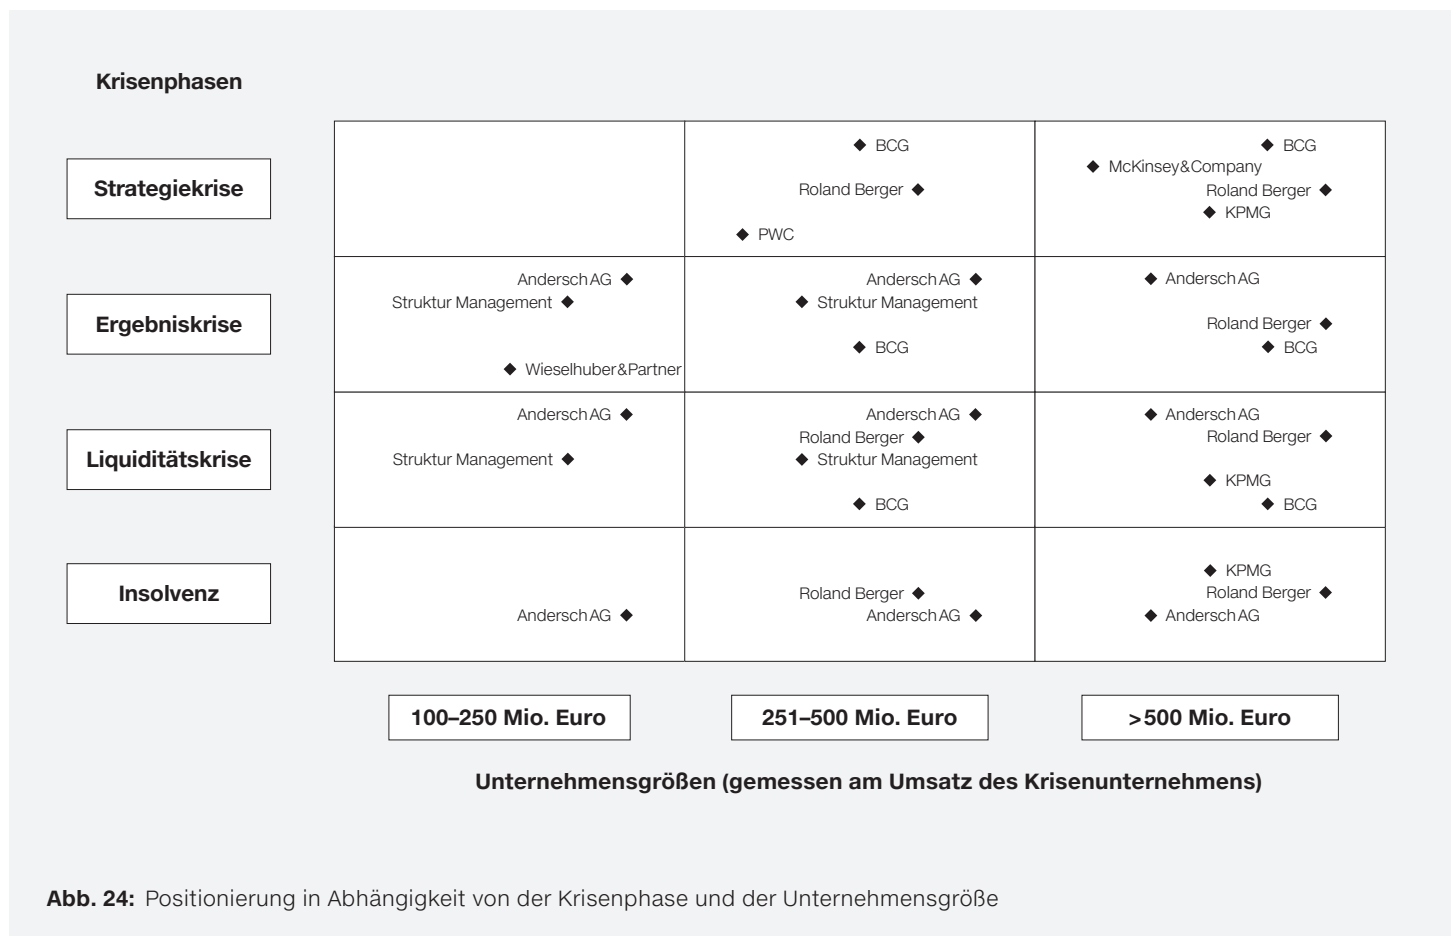 Krisenphasen
Strategiekrise
BCG
Roland Berger
PWC
BCG
McKinsey&Company
Roland Berger
KPMG
Ergebniskrise
Andersch AG
Struktur Management
Wieselhuber&Partner
Andersch AG
Struktur Management
BCG
Andersch AG
Roland Berger
BCG
Liquiditätskrise
Andersch AG
Struktur Management
Andersch AG
Roland Berger
Struktur Management
BCG
Andersch AG
Roland Berger
KPMG
BCG
Insolvenz
Andersch AG
Roland Berger
Andersch AG
KPMG
Roland Berger
Andersch AG
100–250 Mio. Euro
251–500 Mio. Euro
>500 Mio. Euro
Unternehmensgrößen (gemessen am Umsatz des Krisenunternehmens)
Abb. 24: Positionierung in Abhängigkeit von der Krisenphase und der Unternehmensgröße